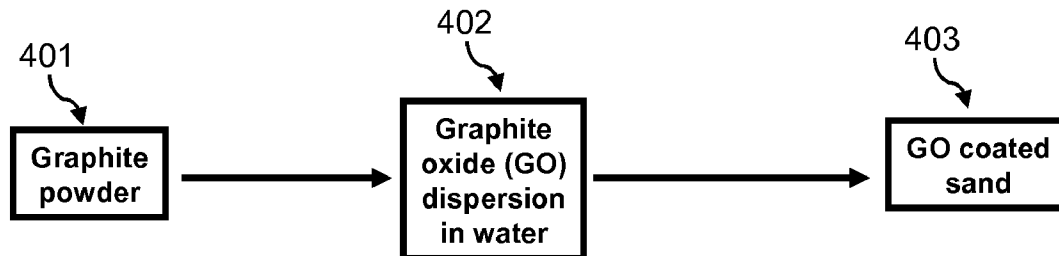 401
Graphite
powder
402
Graphite
oxide (GO)
dispersion
in water
403
GO coated
sand